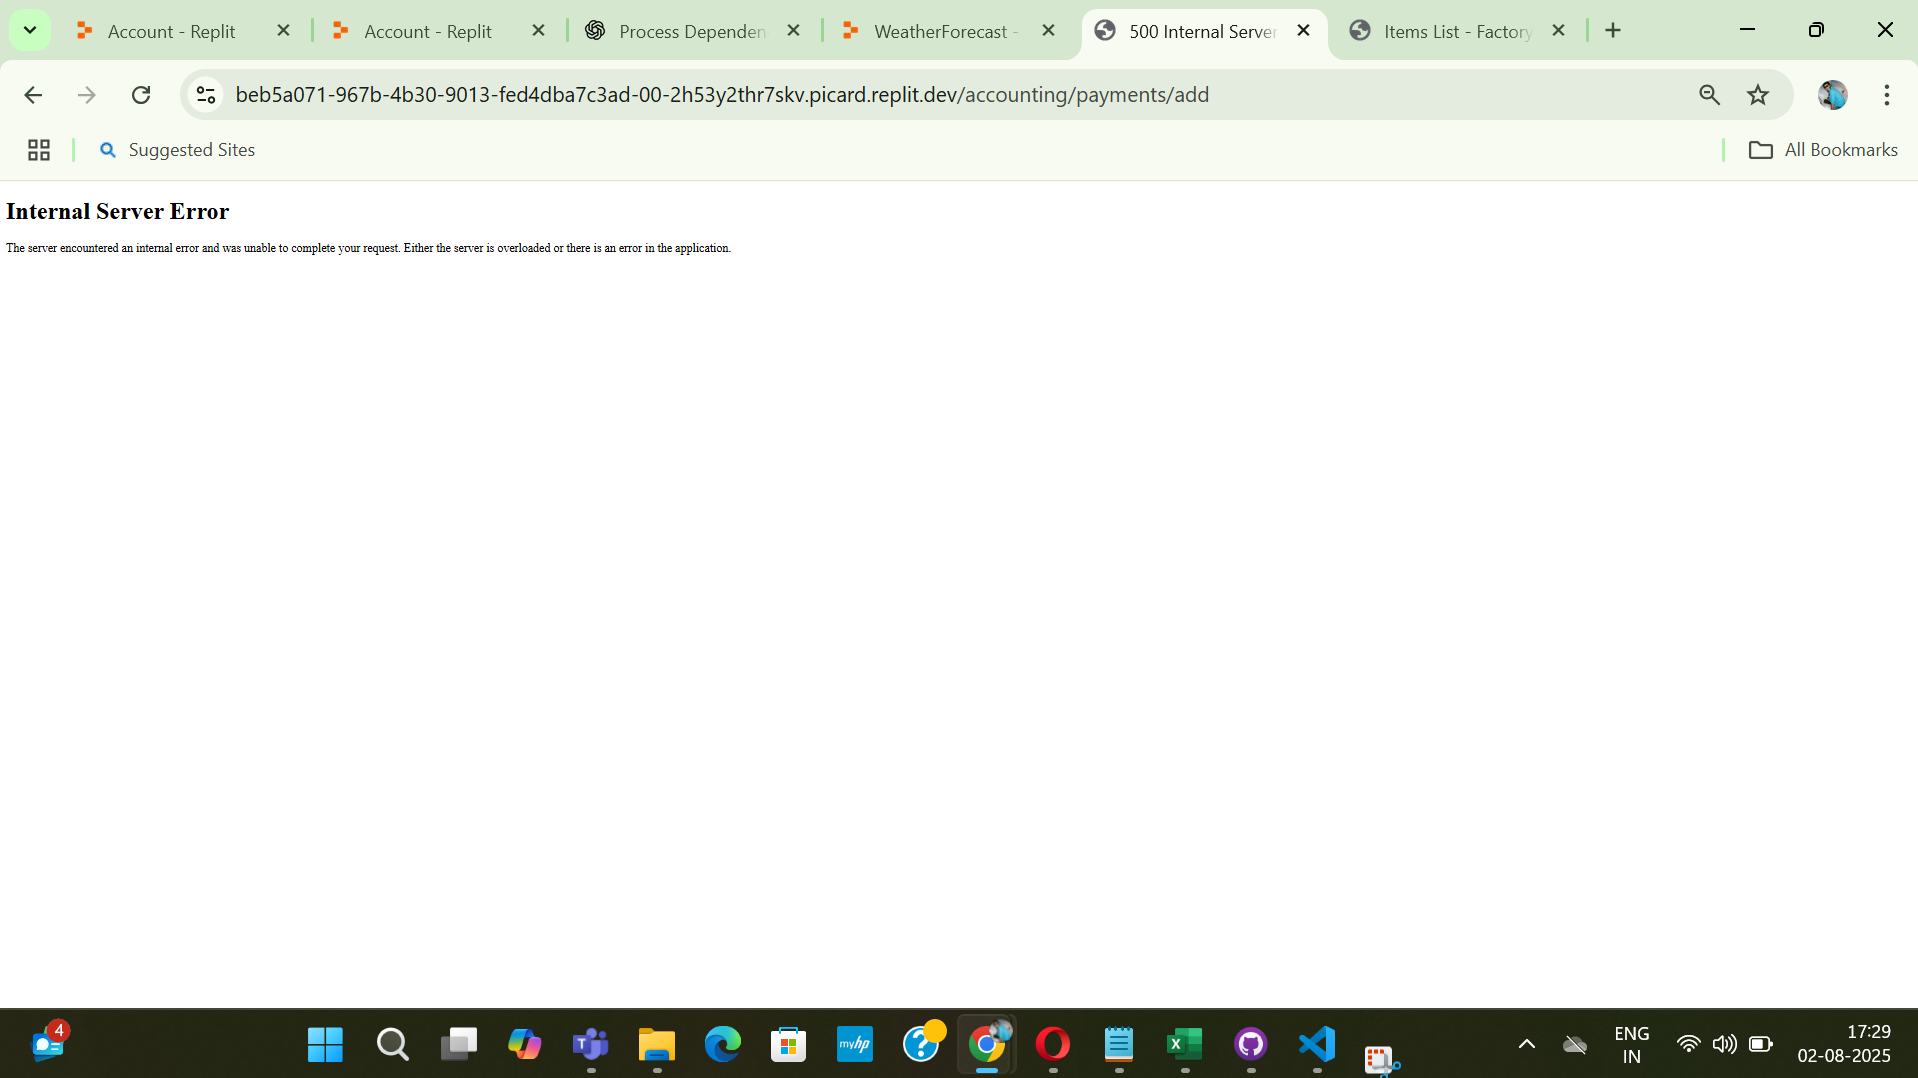 Account - Replit
Account - Replit
Process Dependen
WeatherForecast -
500 Internal Server
Items List - Factory
beb5a071-967b-4b30-9013-fed4dba7c3ad-00-2h53y2thr7skv.picard.replit.dev/accounting/payments/add
Suggested Sites
All Bookmarks
Internal Server Error
The server encountered an internal error and was unable to complete your request. Either the server is overloaded or there is an error in the application.
4
myhp
ENG
IN
17:29
02-08-2025